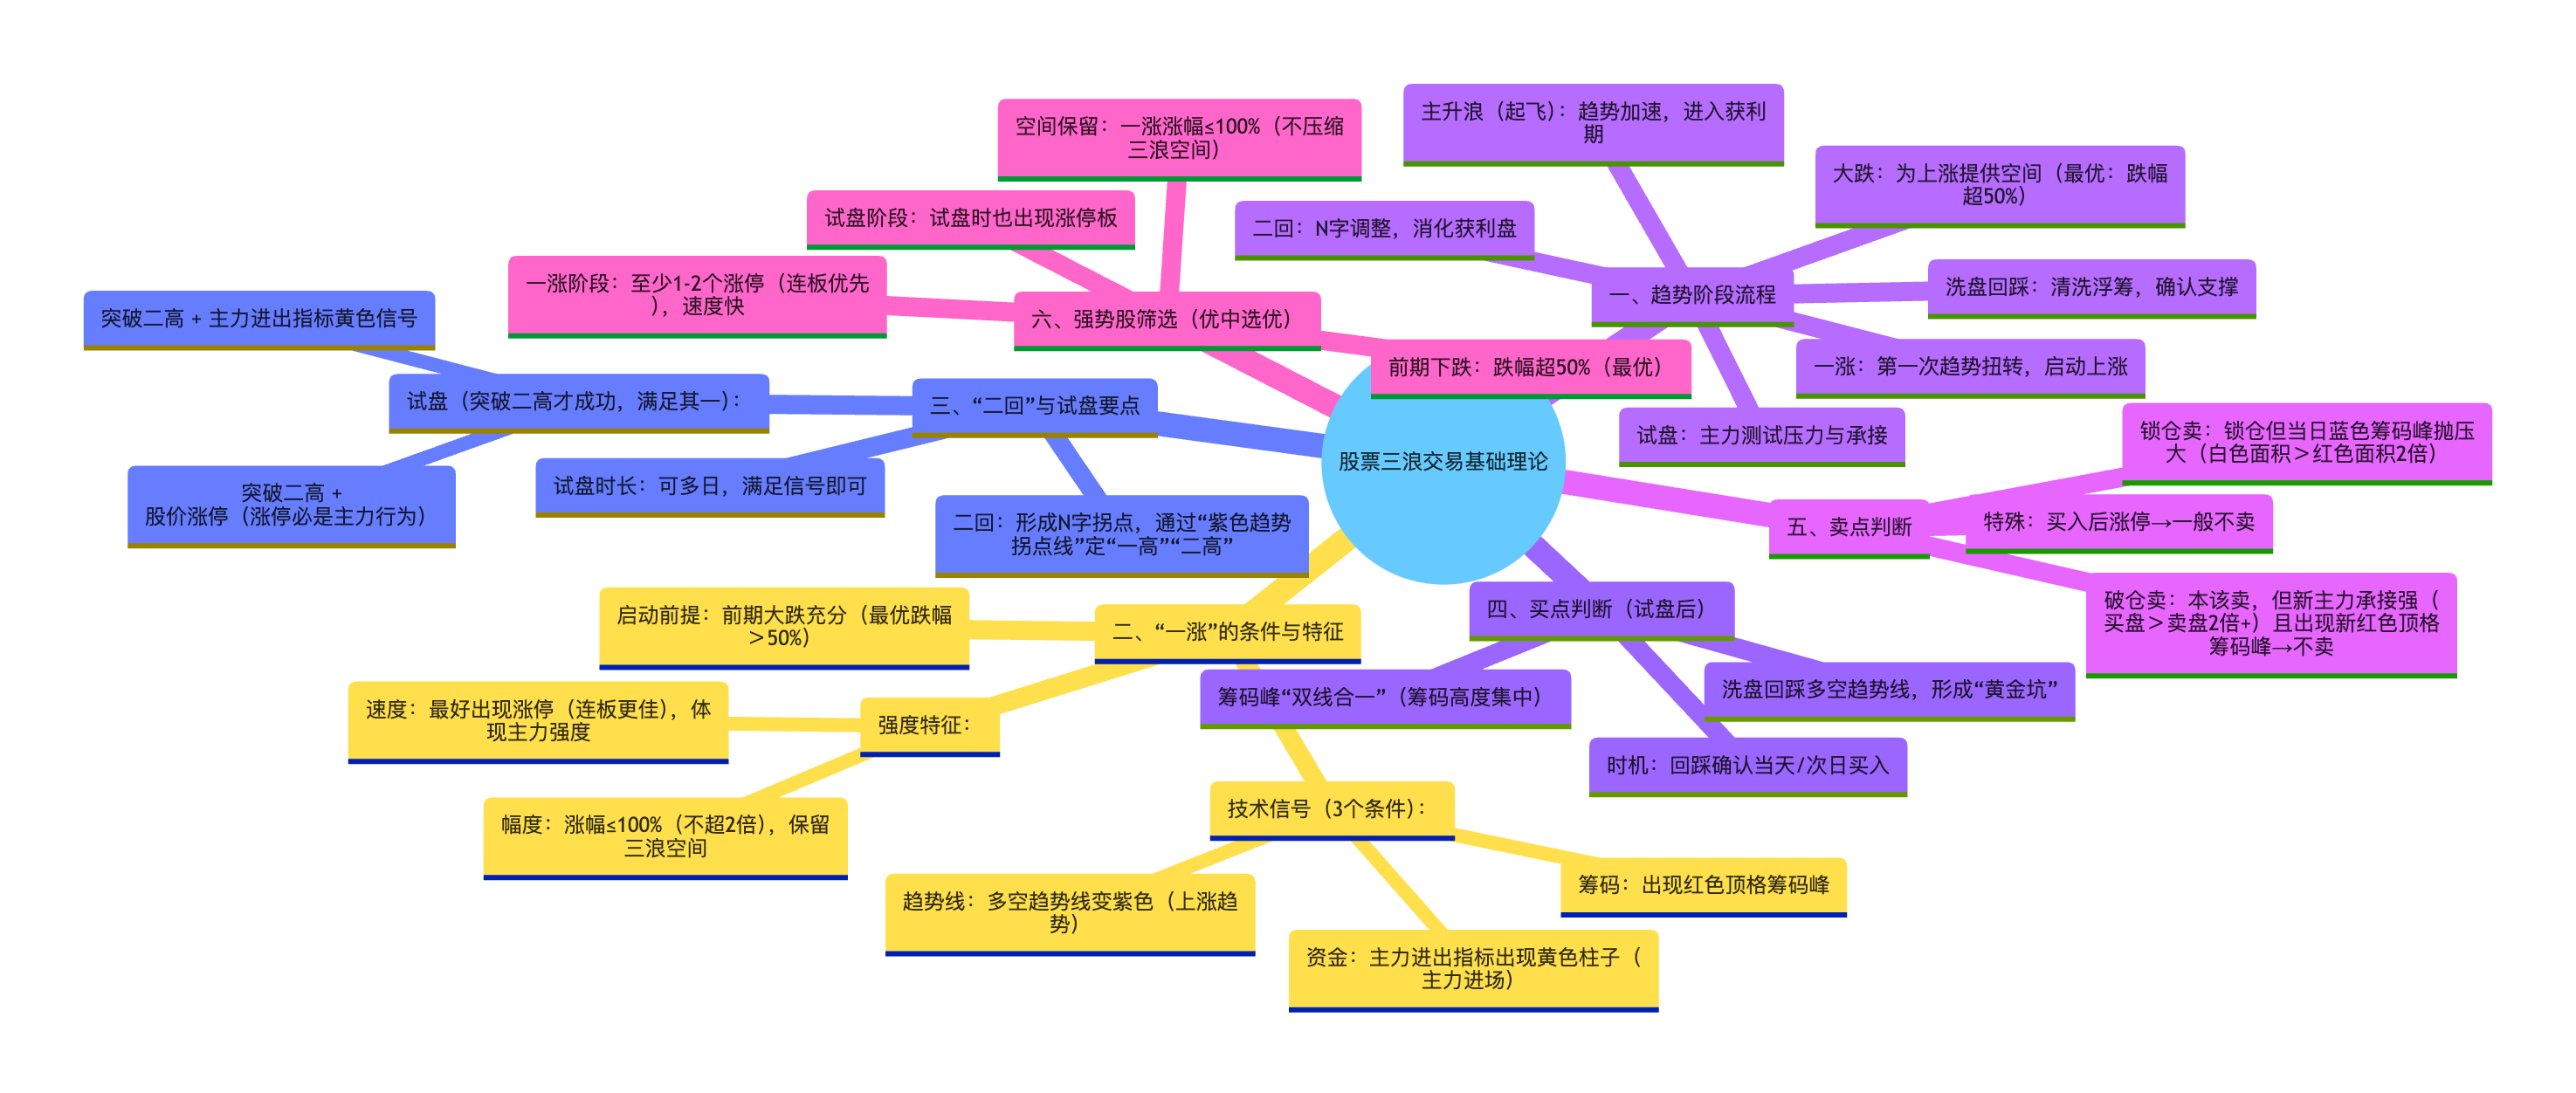 股票三浪交易基础理论
一、趋势阶段流程
大跌：为上涨提供空间（最优：跌幅
超50%）
一涨：第一次趋势扭转，启动上涨
二回：N字调整，消化获利盘
试盘：主力测试压力与承接
洗盘回踩：清洗浮筹，确认支撑
主升浪（起飞）：趋势加速，进入获利
期
二、“一涨”的条件与特征
启动前提：前期大跌充分（最优跌幅
＞50%）
技术信号（3个条件）：
趋势线：多空趋势线变紫色（上涨趋
势）
资金：主力进出指标出现黄色柱子（
主力进场）
筹码：出现红色顶格筹码峰
强度特征：
速度：最好出现涨停（连板更佳），体
现主力强度
幅度：涨幅≤100%（不超2倍），保留
三浪空间
三、“二回”与试盘要点
二回：形成N字拐点，通过“紫色趋势
拐点线”定“一高”“二高”
试盘（突破二高才成功，满足其一）：
突破二高 + 主力进出指标黄色信号
突破二高 +
股价涨停（涨停必是主力行为）
试盘时长：可多日，满足信号即可
四、买点判断（试盘后）
洗盘回踩多空趋势线，形成“黄金坑”
筹码峰“双线合一”（筹码高度集中）
时机：回踩确认当天/次日买入
五、卖点判断
锁仓卖：锁仓但当日蓝色筹码峰抛压
大（白色面积＞红色面积2倍）
特殊：买入后涨停→一般不卖
破仓卖：本该卖，但新主力承接强（
买盘＞卖盘2倍+）且出现新红色顶格
筹码峰→不卖
六、强势股筛选（优中选优）
前期下跌：跌幅超50%（最优）
一涨阶段：至少1-2个涨停（连板优先
），速度快
试盘阶段：试盘时也出现涨停板
空间保留：一涨涨幅≤100%（不压缩
三浪空间）